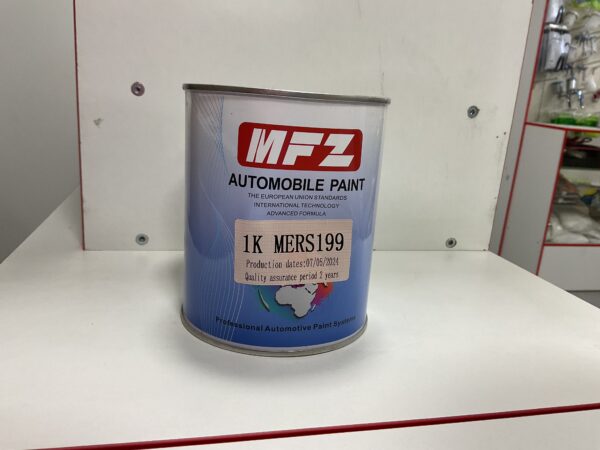 MFZ
AUTOMOBILE PAINT
THE EUROPEAN UNION STANDARDS
INTERNATIONAL TECHNOLOGY
ADVANCED FORMULA
1K MERS199
Production dates:07/05/2024
Quality assurance period 2 years
Professional Automotive Paint Systems